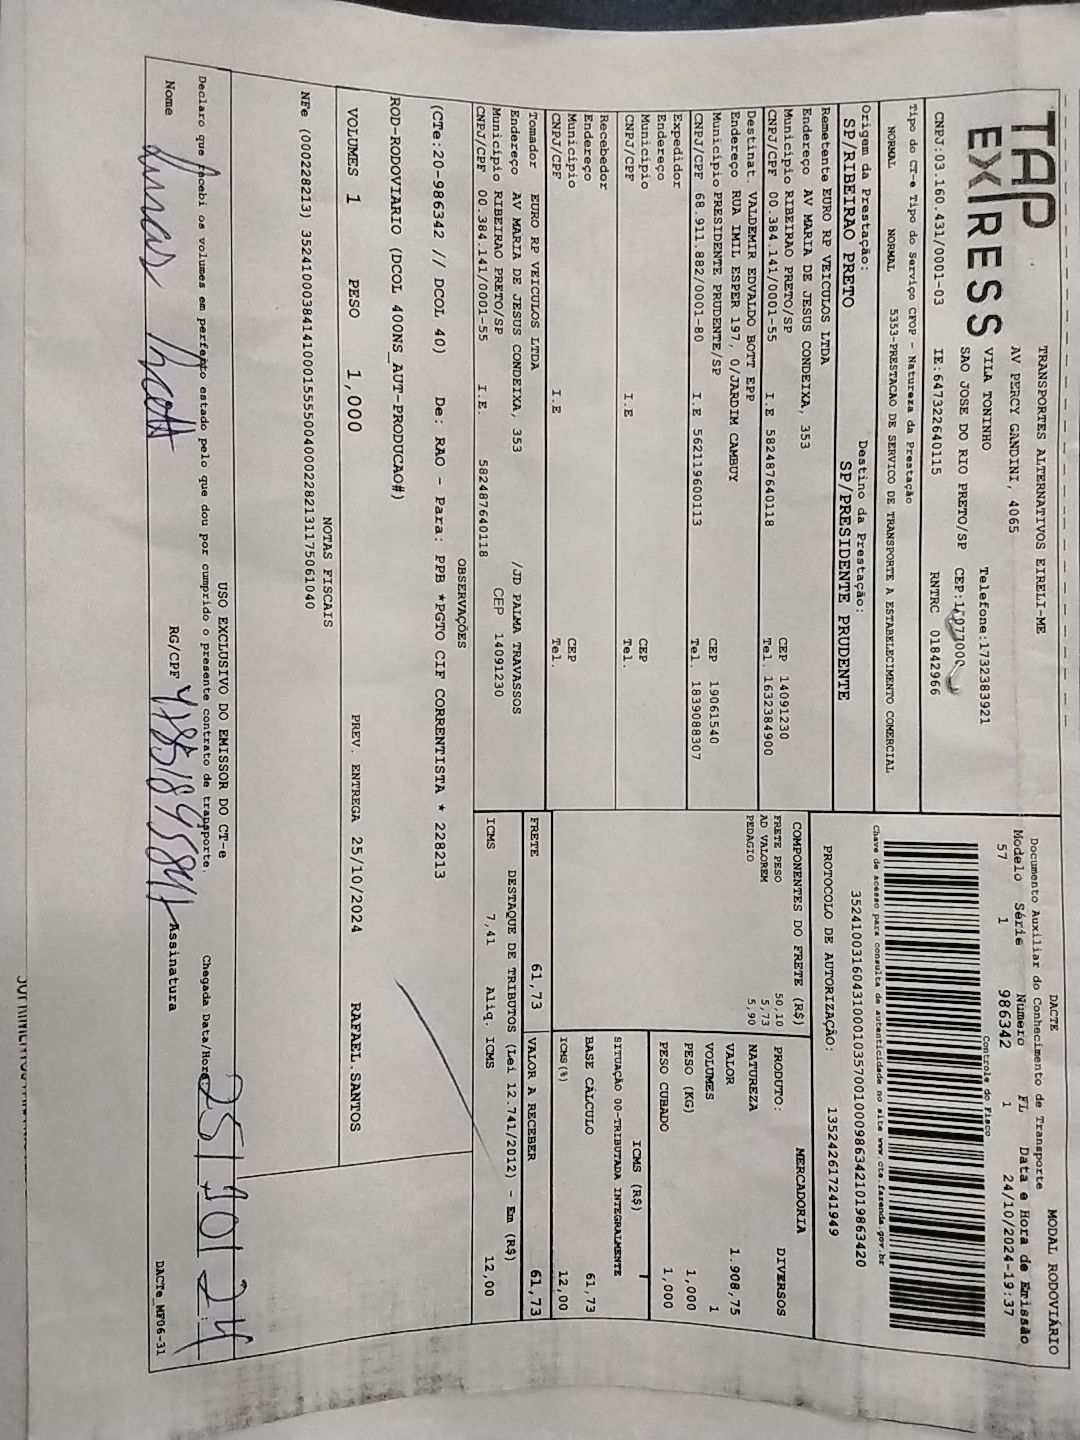 TAP
EXPRESS
TRANSPORTES ALTERNATIVOS EIRELI-ME
AV PERCY GANDINI, 4065
VILA TONINHO Telefone:1732383921
SAO JOSE DO RIO PRETO/SP CEP:15077000
CNPJ:03.160.431/0001-03 IE:647322640115 RNTRC 01842966
Tipo do CT-e Tipo do Serviço CFOP - Natureza da Prestação
NORMAL NORMAL 5353-PRESTACAO DE SERVICO DE TRANSPORTE A ESTABELECIMENTO COMERCIAL
Origem da Prestação: Destino da Prestação:
SP/RIBEIRAO PRETO SP/PRESIDENTE PRUDENTE
Remetente EURO RP VEICULOS LTDA
Endereço AV MARIA DE JESUS CONDEIXA, 353
Município RIBEIRAO PRETO/SP CEP 14091230
CNPJ/CPF 00.384.141/0001-55 I.E 582487640118 Tel. 1632384900
Destinat. VALDEMIR EDVALDO BOTT EPP
Endereço RUA IMIL ESPER 197, 0/JARDIM CAMBUY
Município PRESIDENTE PRUDENTE/SP CEP 19061540
CNPJ/CPF 68.911.882/0001-80 I.E 562119600113 Tel. 1839088307
Expedidor
Endereço
Município CEP
CNPJ/CPF I.E Tel.
Recebedor
Endereço
Município CEP
CNPJ/CPF I.E Tel.
Tomador EURO RP VEICULOS LTDA
Endereço AV MARIA DE JESUS CONDEIXA, 353 /JD PALMA TRAVASSOS
Município RIBEIRAO PRETO/SP CEP 14091230
CNPJ/CPF 00.384.141/0001-55 I.E. 582487640118
DACTE MODAL RODOVIÁRIO
Documento Auxiliar do Conhecimento de Transporte
Modelo Série Numero FL Data e Hora de Emissão
57 1 986342 1 24/10/2024-19:37
Controle do Fisco
Chave de acesso para consulta de autenticidade no site www.cte.fazenda.gov.br
35241003160431000103570010009863421019863420
PROTOCOLO DE AUTORIZAÇÃO: 135242617241949
COMPONENTES DO FRETE (R$)
FRETE PESO 50,10
AD VALOREM 5,73
PEDAGIO 5,90
MERCADORIA
PRODUTO: DIVERSOS
NATUREZA
VALOR 1.908,75
VOLUMES 1
PESO (KG) 1,000
PESO CUBADO 1,000
ICMS (R$)
SITUAÇÃO 00-TRIBUTADA INTEGRALMENTE
BASE CÁLCULO 61,73
ICMS(%) 12,00
FRETE 61,73 VALOR A RECEBER 61,73
DESTAQUE DE TRIBUTOS (Lei 12.741/2012) - Em (R$)
ICMS 7,41 Aliq. ICMS 12,00
OBSERVAÇÕES
(CTe:20-986342 // DCOL 40) De: RAO - Para: PPB *PGTO CIF CORRENTISTA * 228213
ROD-RODOVIARIO (DCOL 400NS_AUT-PRODUCAO#)
VOLUMES 1 PESO 1,000 PREV. ENTREGA 25/10/2024 RAFAEL.SANTOS
NOTAS FISCAIS
NFe (000228213) 35241000384141000155550040002282131175061040
USO EXCLUSIVO DO EMISSOR DO CT-e
Declaro que recebi os volumes em perfeito estado pelo que dou por cumprido o presente contrato de transporte. Chegada Data/Hora: 25/10/24
Nome RG/CPF Assinatura
DACTe_MF06-31